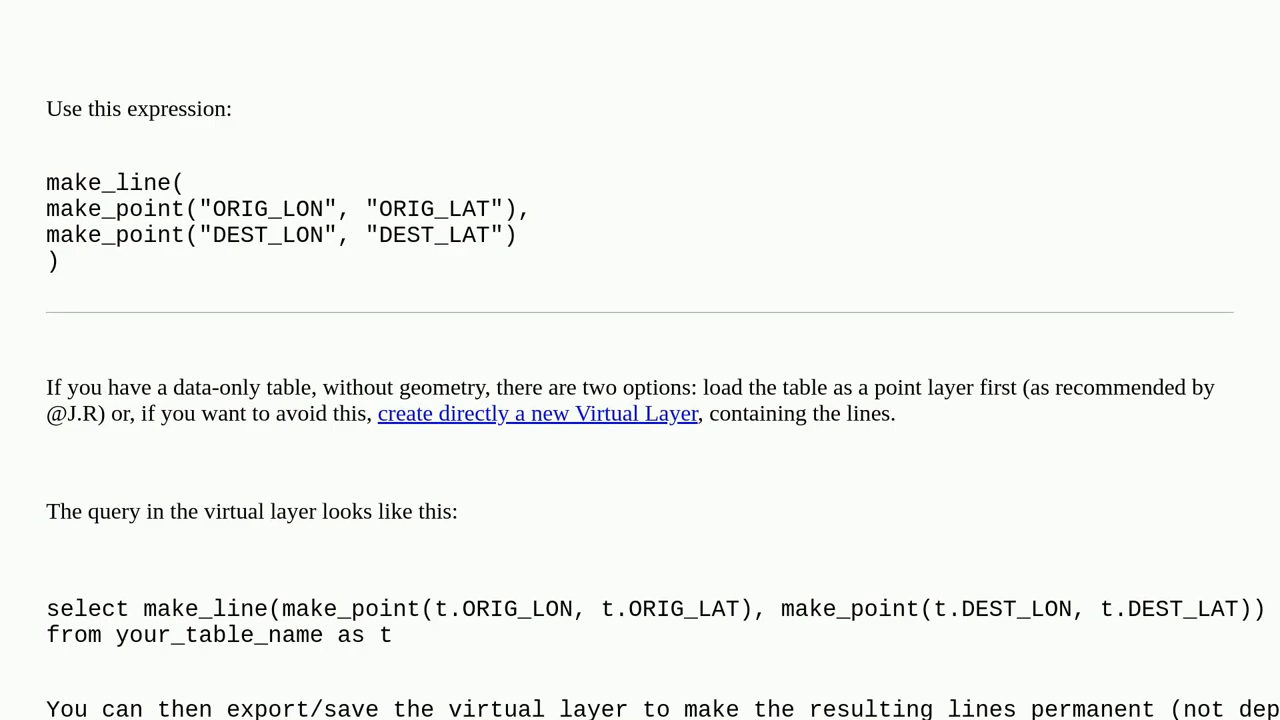 Use this expression:
make_line(
make_point("ORIG_LON", "ORIG_LAT"),
make_point("DEST_LON", "DEST_LAT")
)
If you have a data-only table, without geometry, there are two options: load the table as a point layer first (as recommended by
@J.R) or, if you want to avoid this, create directly a new Virtual Layer, containing the lines.
The query in the virtual layer looks like this:
select make_line(make_point(t.ORIG_LON, t.ORIG_LAT), make_point(t.DEST_LON, t.DEST_LAT))
from your_table_name as t
You can then export/save the virtual layer to make the resulting lines permanent (not dep